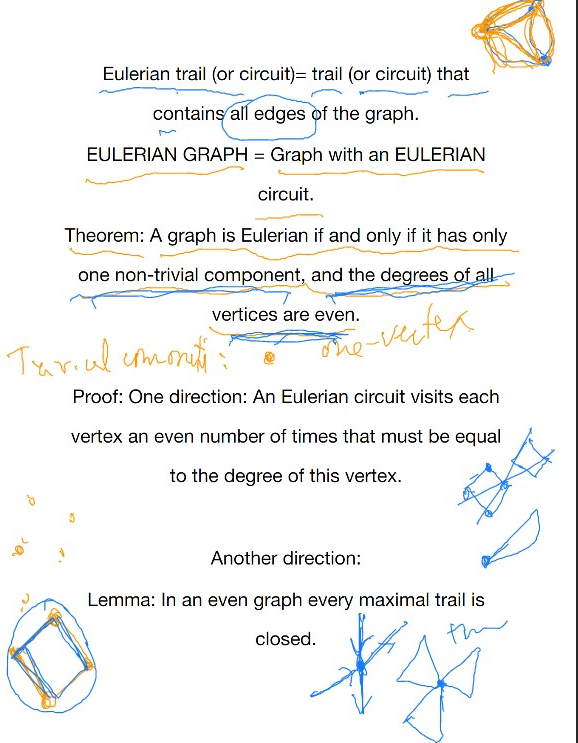 Eulerian trail (or circuit)= trail (or circuit) that
contains all edges of the graph.
EULERIAN GRAPH = Graph with an EULERIAN
circuit.
Theorem: A graph is Eulerian if and only if it has only
one non-trivial component, and the degrees of all
vertices are even.
one-vertex
Proof: One direction: An Eulerian circuit visits each
vertex an even number of times that must be equal
to the degree of this vertex.
Another direction:
Lemma: In an even graph every maximal trail is
closed.